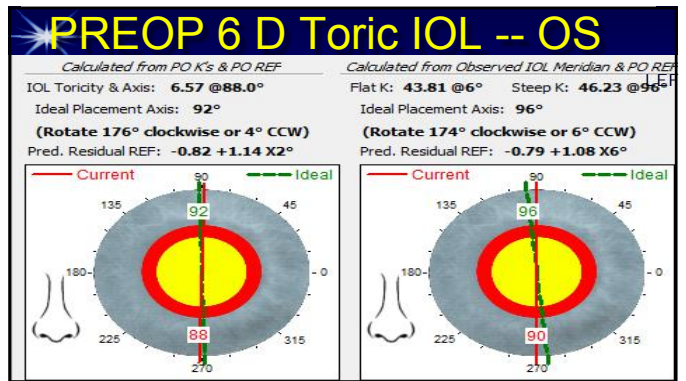 PREOP 6 D Toric IOL -- OS
Calculated from PO K's & PO REF
IOL Toricity & Axis: 6.57 @88.0°
Ideal Placement Axis: 92°
(Rotate 176° clockwise or 4° CCW)
Pred. Residual REF: -0.82 +1.14 X2°
Current
Ideal
90
135
45
92
180
0
88
225
315
270
Calculated from Observed IOL Meridian & PO REF
LEF
Flat K: 43.81 @6° Steep K: 46.23 @96°
Ideal Placement Axis: 96°
(Rotate 174° clockwise or 6° CCW)
Pred. Residual REF: -0.79 +1.08 X6°
Current
Ideal
90
135
45
96
180
0
90
225
315
270